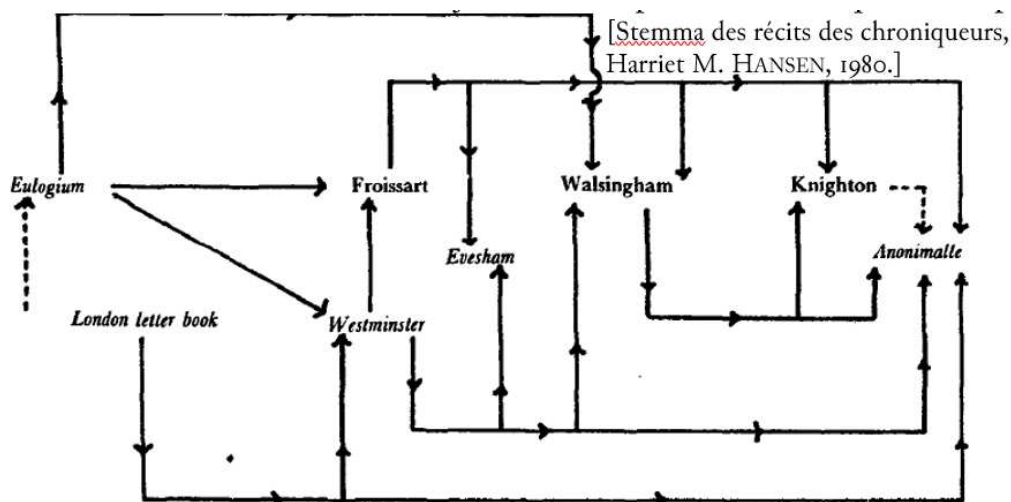 [Stemma des récits des chroniqueurs,
Harriet M. HANSEN, 1980.]
Eulogium
Froissart
Walsingham
Knighton
Evesham
Anonimalle
London letter book
Westminster